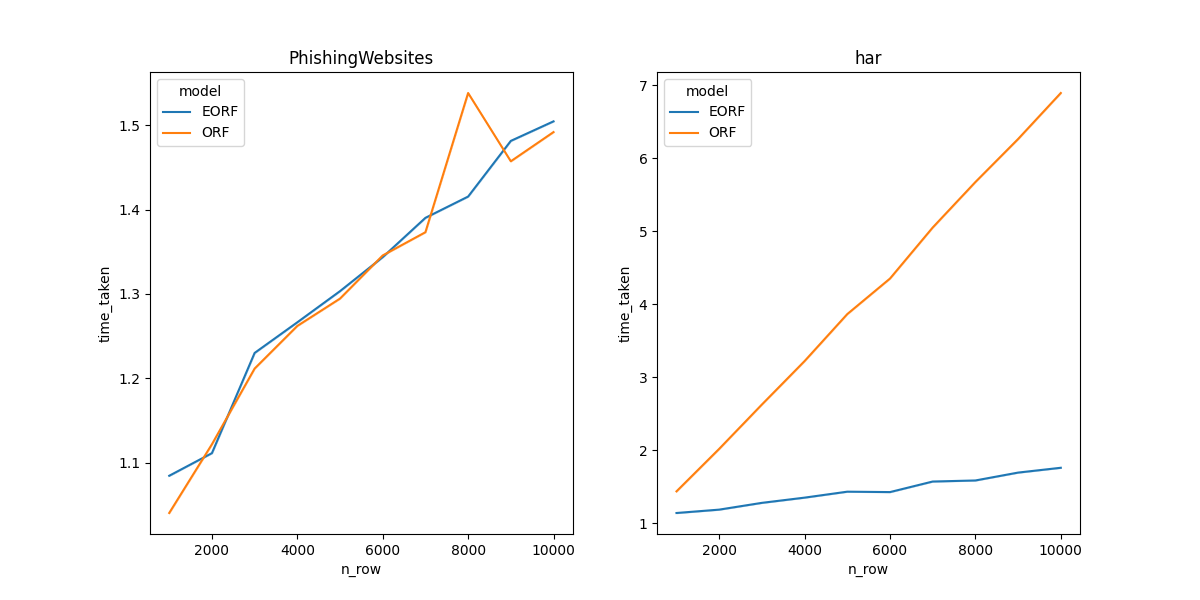 PhishingWebsites
model
EORF
ORF
1.5
1.4
1.3
1.2
1.1
time_taken
2000 4000 6000 8000 10000
n_row
har
model
EORF
ORF
7
6
5
4
3
2
1
time_taken
2000 4000 6000 8000 10000
n_row